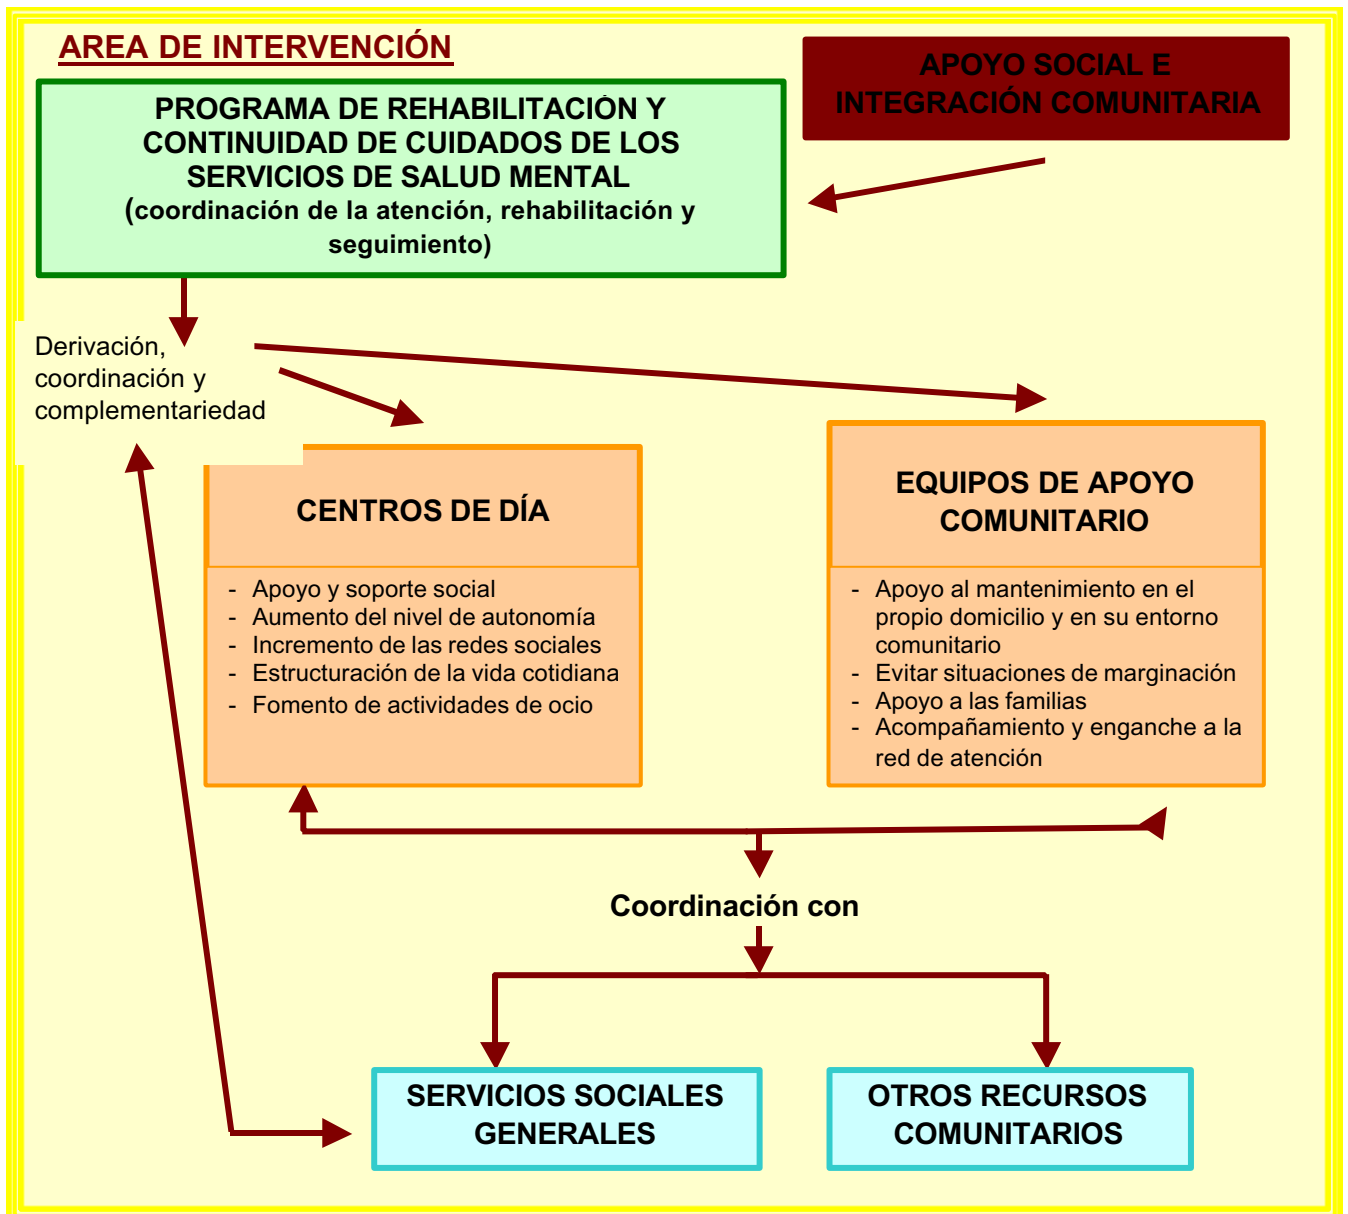 AREA DE INTERVENCIÓN
APOYO SOCIAL E
INTEGRACIÓN COMUNITARIA
PROGRAMA DE REHABILITACIÓN Y
CONTINUIDAD DE CUIDADOS DE LOS
SERVICIOS DE SALUD MENTAL
(coordinación de la atención, rehabilitación y
seguimiento)
Derivación,
coordinación y
complementariedad
CENTROS DE DÍA
- Apoyo y soporte social
- Aumento del nivel de autonomía
- Incremento de las redes sociales
- Estructuración de la vida cotidiana
- Fomento de actividades de ocio
EQUIPOS DE APOYO
COMUNITARIO
- Apoyo al mantenimiento en el
propio domicilio y en su entorno
comunitario
- Evitar situaciones de marginación
- Apoyo a las familias
- Acompañamiento y enganche a la
red de atención
Coordinación con
SERVICIOS SOCIALES
GENERALES
OTROS RECURSOS
COMUNITARIOS